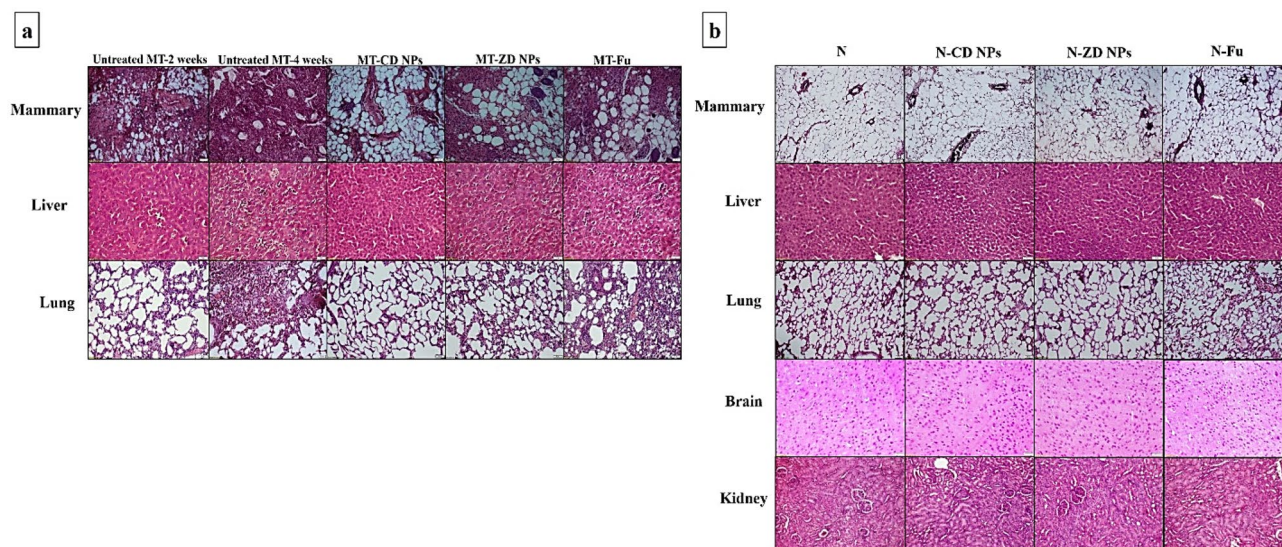 a
Untreated MT-2 weeks Untreated MT-4 weeks MT-CD NPs MT-ZD NPs MT-Fu
Mammary
Liver
Lung
b
N N-CD NPs N-ZD NPs N-Fu
Mammary
Liver
Lung
Brain
Kidney